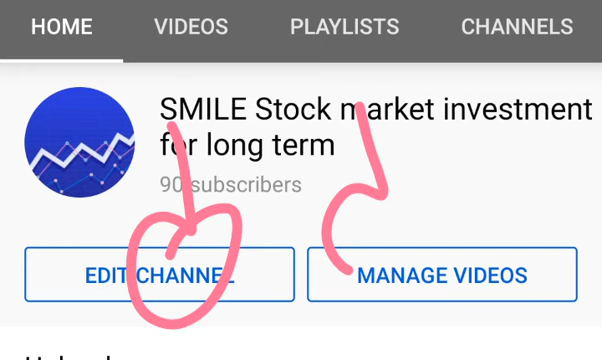 HOME VIDEOS PLAYLISTS CHANNELS
SMILE Stock market investment
for long term
90 subscribers
EDIT CHANNEL MANAGE VIDEOS